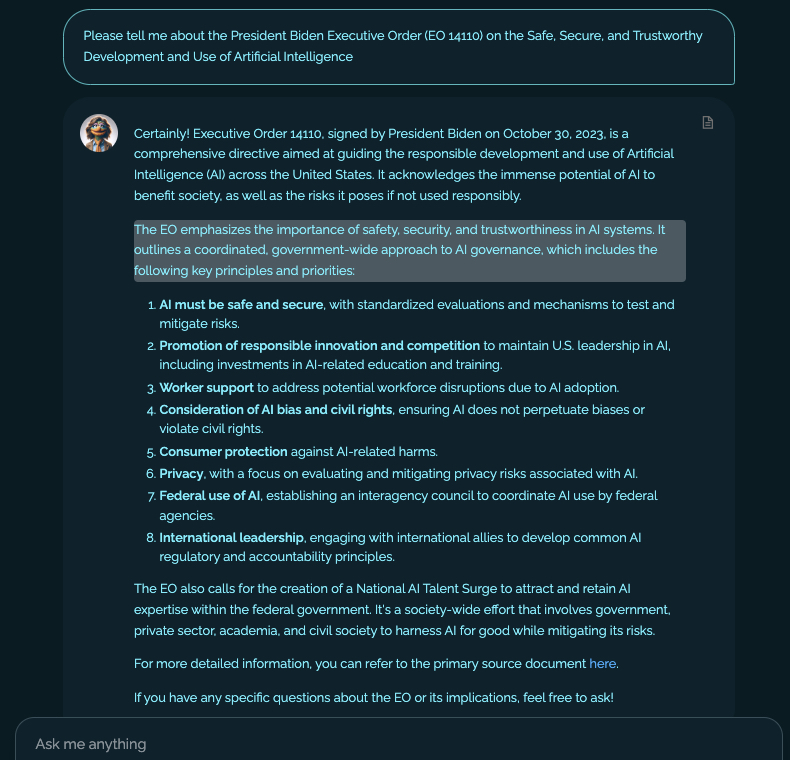 Please tell me about the President Biden Executive Order (EO 14110) on the Safe, Secure, and Trustworthy
Development and Use of Artificial Intelligence
Certainly! Executive Order 14110, signed by President Biden on October 30, 2023, is a
comprehensive directive aimed at guiding the responsible development and use of Artificial
Intelligence (AI) across the United States. It acknowledges the immense potential of AI to
benefit society, as well as the risks it poses if not used responsibly.
The EO emphasizes the importance of safety, security, and trustworthiness in AI systems. It
outlines a coordinated, government-wide approach to AI governance, which includes the
following key principles and priorities:
1. AI must be safe and secure, with standardized evaluations and mechanisms to test and
mitigate risks.
2. Promotion of responsible innovation and competition to maintain U.S. leadership in AI,
including investments in AI-related education and training.
3. Worker support to address potential workforce disruptions due to AI adoption.
4. Consideration of AI bias and civil rights, ensuring AI does not perpetuate biases or
violate civil rights.
5. Consumer protection against AI-related harms.
6. Privacy, with a focus on evaluating and mitigating privacy risks associated with AI.
7. Federal use of AI, establishing an interagency council to coordinate AI use by federal
agencies.
8. International leadership, engaging with international allies to develop common AI
regulatory and accountability principles.
The EO also calls for the creation of a National AI Talent Surge to attract and retain AI
expertise within the federal government. It's a society-wide effort that involves government,
private sector, academia, and civil society to harness AI for good while mitigating its risks.
For more detailed information, you can refer to the primary source document here.
If you have any specific questions about the EO or its implications, feel free to ask!
Ask me anything